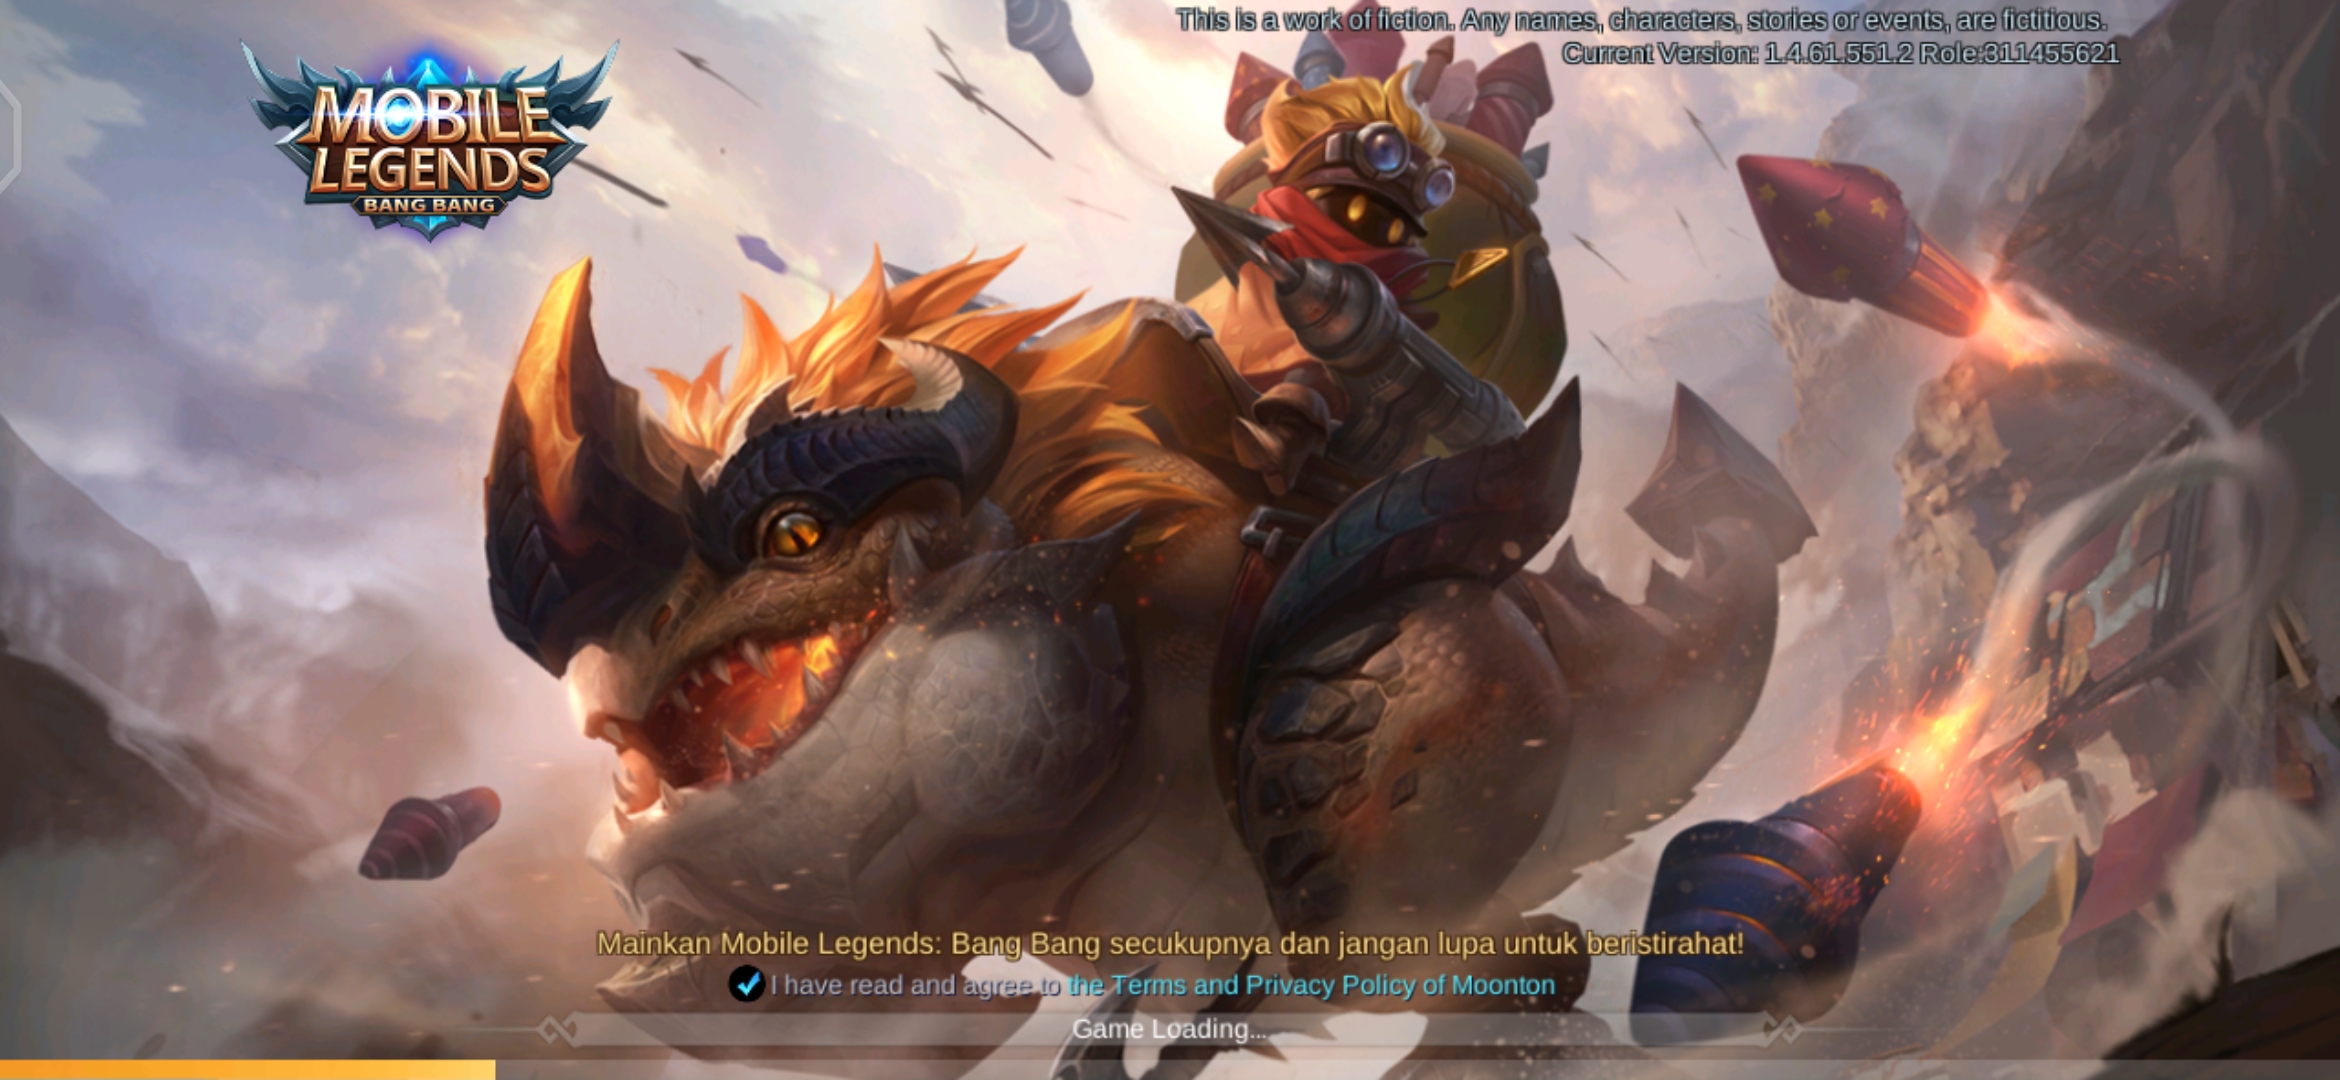 This is a work of fiction. Any names, characters, stories or events, are fictitious.
Current Version: 1.4.61.551.2 Role:311455621
MOBILE
LEGENDS
BANG BANG
Mainkan Mobile Legends: Bang Bang secukupnya dan jangan lupa untuk beristirahat!
I have read and agree to the Terms and Privacy Policy of Moonton
Game Loading...